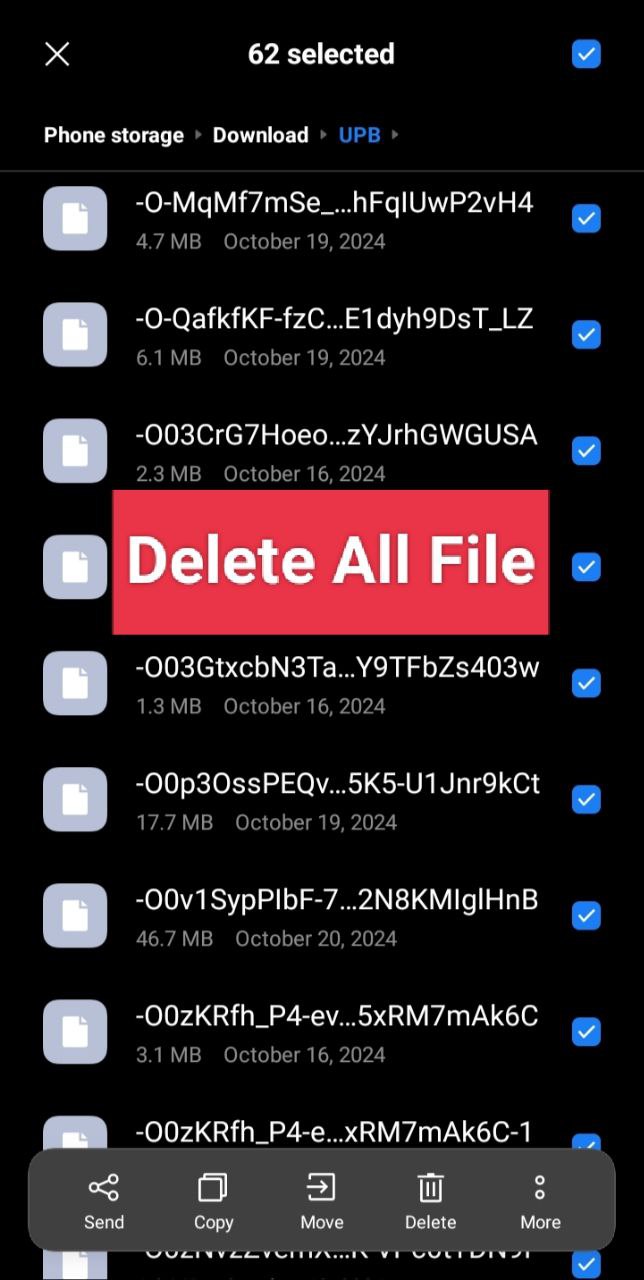 62 selected
Phone storage Download UPB
-O-MqMf7mSe_...hFqIUwP2vH4
4.7 MB October 19, 2024
-O-QafkfKF-fzC...E1dyh9DsT_LZ
6.1 MB October 19, 2024
-O03CrG7Hoeo...zYJrhGWGUSA
2.3 MB October 16, 2024
Delete All File
-O03GtxcbN3Ta...Y9TFbZs403w
1.3 MB October 16, 2024
-O0p3OssPEQv...5K5-U1Jnr9kCt
17.7 MB October 19, 2024
-O0v1SypPIbF-7...2N8KMIglHnB
46.7 MB October 20, 2024
-O0zKRfh_P4-ev...5xRM7mAk6C
3.1 MB October 16, 2024
-O0zKRfh_P4-e...xRM7mAk6C-1
Send Copy Move Delete More